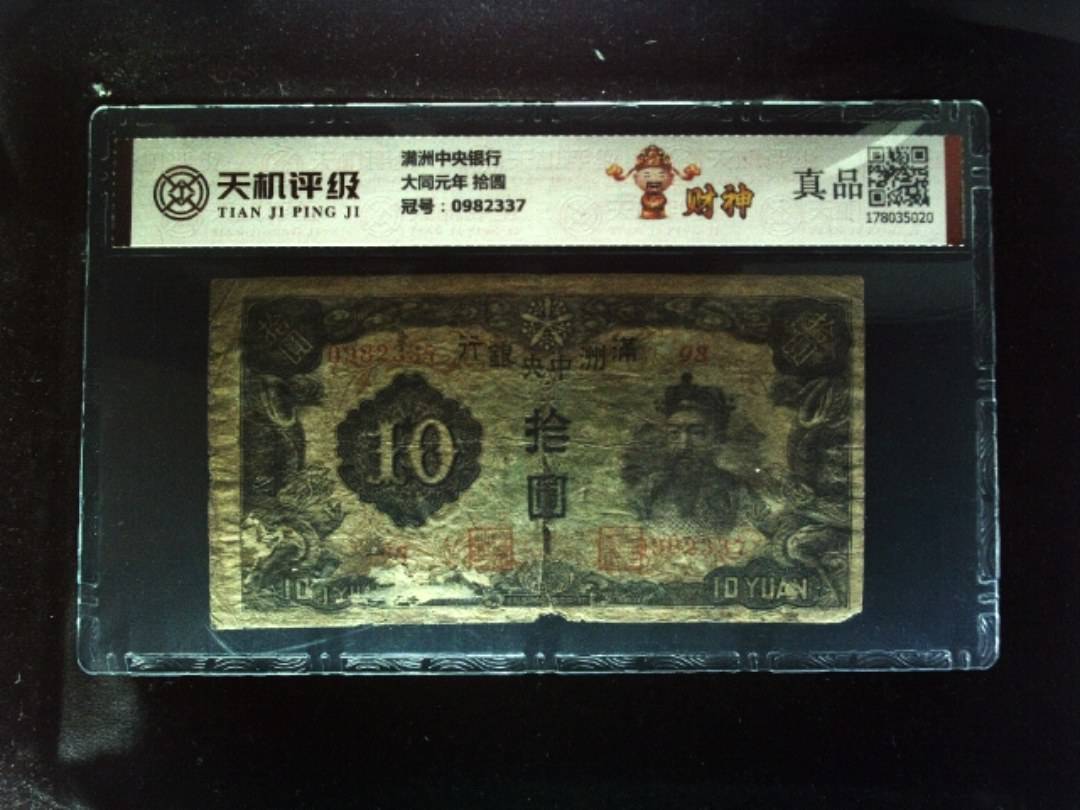 天机评级
TIAN JI PING JI
满洲中央银行
大同元年 拾圆
冠号：0982337
财神
真品
178035020
行銀央中洲滿
10
拾
圓
10 YUAN